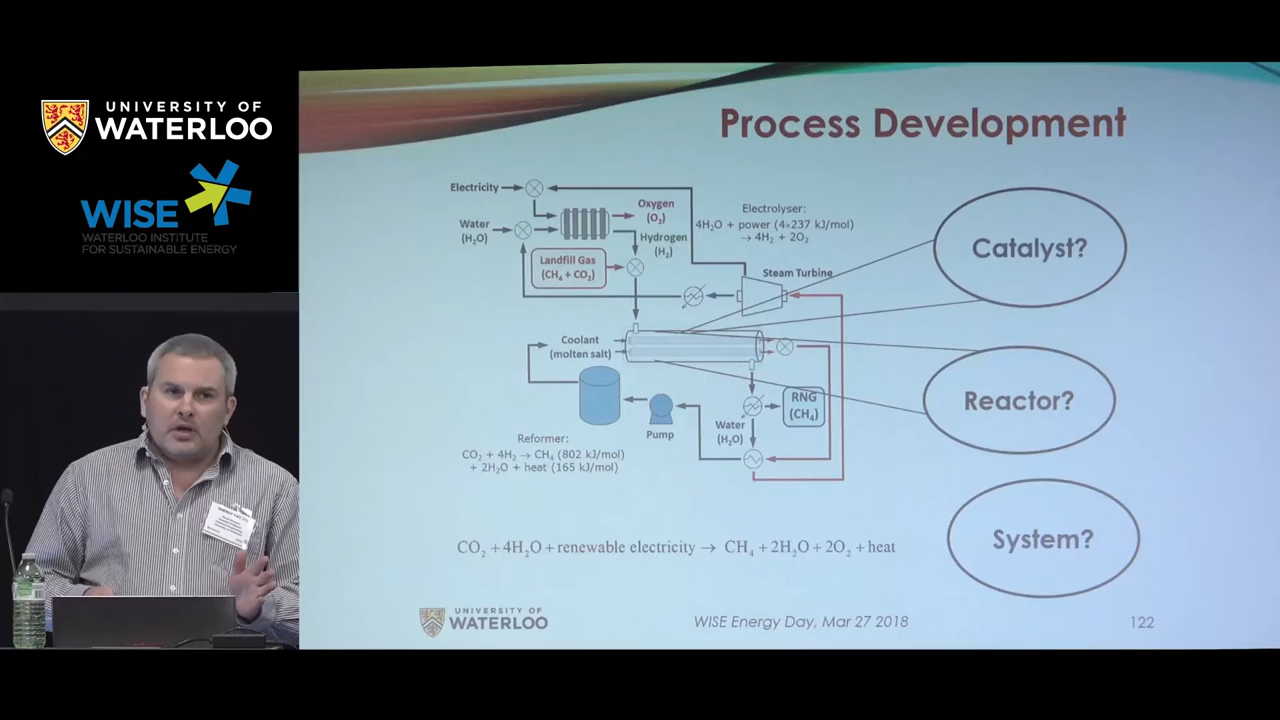 UNIVERSITY OF
WATERLOO
WISE
WATERLOO INSTITUTE
FOR SUSTAINABLE ENERGY
Process Development
Electricity
Oxygen
(O₂)
Electrolyser:
4H₂O + power (4×237 kJ/mol)
→ 4H₂ + 2O₂
Water
(H₂O)
Hydrogen
(H₂)
Catalyst?
Landfill Gas
(CH₄ + CO₂)
Steam Turbine
Coolant
(molten salt)
Reactor?
RNG
(CH₄)
Pump
Water
(H₂O)
Reformer:
CO₂ + 4H₂ → CH₄ (802 kJ/mol)
+ 2H₂O + heat (165 kJ/mol)
System?
CO₂ + 4H₂O + renewable electricity → CH₄ + 2H₂O + 2O₂ + heat
UNIVERSITY OF
WATERLOO
WISE Energy Day, Mar 27 2018
122